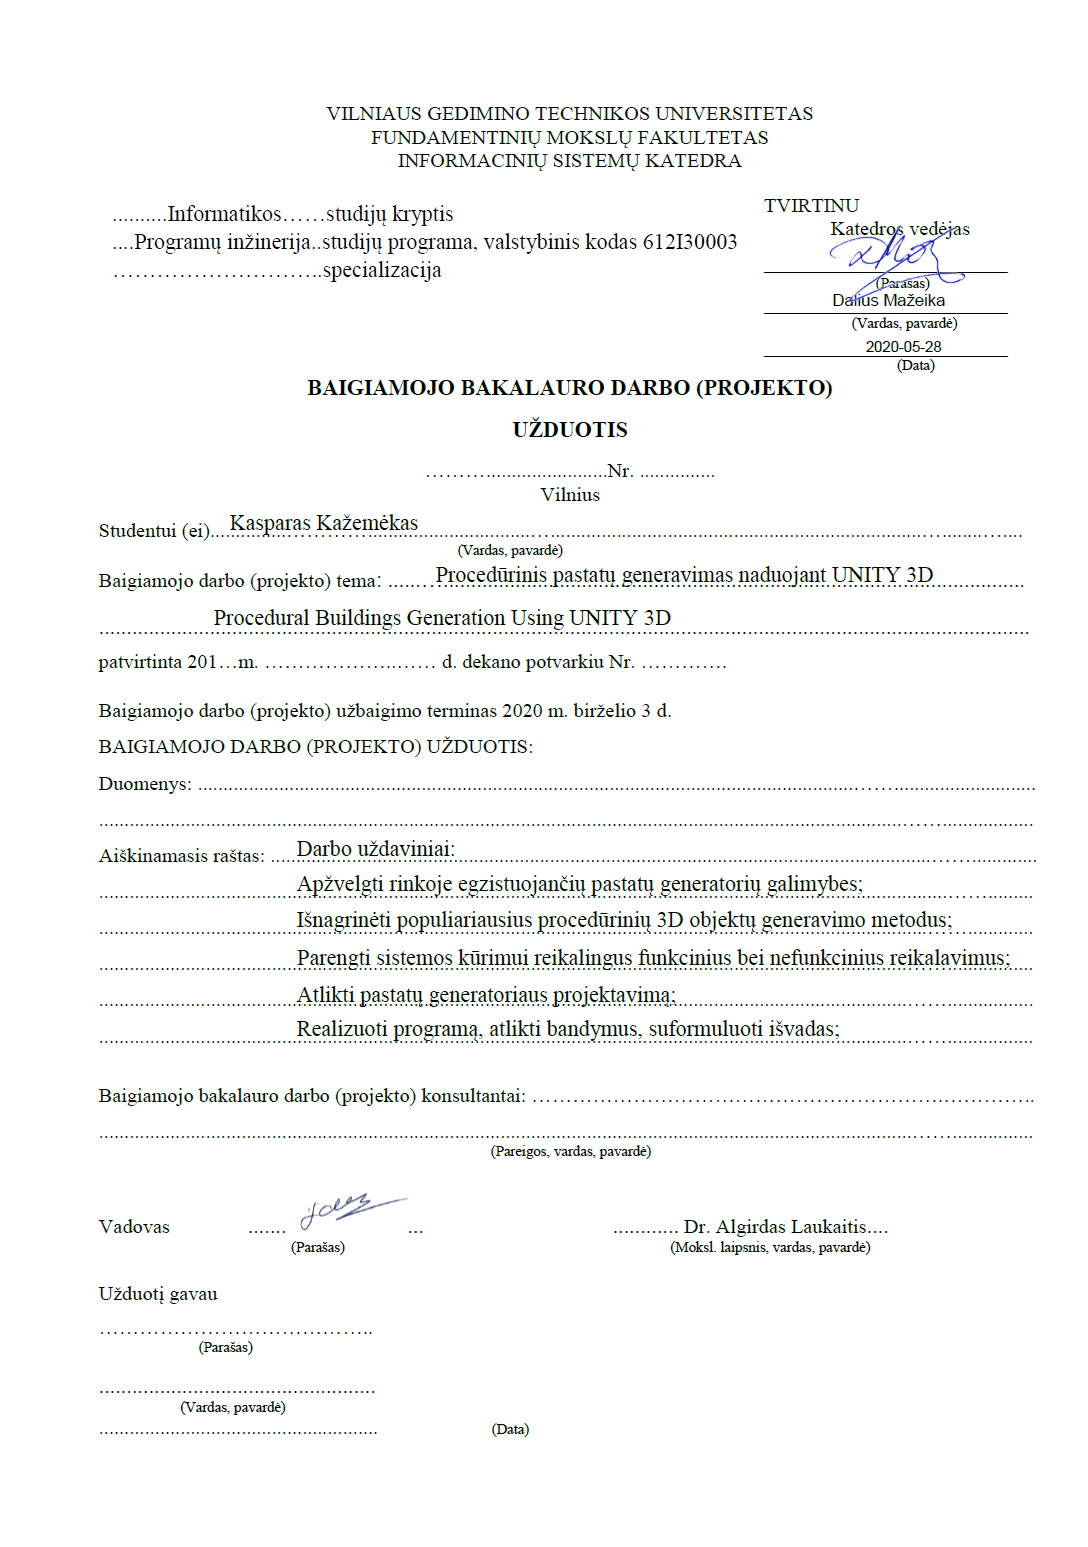 VILNIAUS GEDIMINO TECHNIKOS UNIVERSITETAS
FUNDAMENTINIŲ MOKSLŲ FAKULTETAS
INFORMACINIŲ SISTEMŲ KATEDRA
..........Informatikos……studijų kryptis
....Programų inžinerija..studijų programa, valstybinis kodas 612I30003
………………………..specializacija
TVIRTINU
Katedros vedėjas
(Parašas)
Dalius Mažeika
(Vardas, pavardė)
2020-05-28
(Data)
BAIGIAMOJO BAKALAURO DARBO (PROJEKTO)
UŽDUOTIS
………........................Nr. ...............
Vilnius
Studentui (ei)............... Kasparas Kažemėkas
(Vardas, pavardė)
Baigiamojo darbo (projekto) tema: ..... Procedūrinis pastatų generavimas naduojant UNITY 3D
Procedural Buildings Generation Using UNITY 3D
patvirtinta 201…m. ………………..…… d. dekano potvarkiu Nr. ………….
Baigiamojo darbo (projekto) užbaigimo terminas 2020 m. birželio 3 d.
BAIGIAMOJO DARBO (PROJEKTO) UŽDUOTIS:
Duomenys: ........................
Aiškinamasis raštas: ..... Darbo uždaviniai:
Apžvelgti rinkoje egzistuojančių pastatų generatorių galimybes;
Išnagrinėti populiariausius procedūrinių 3D objektų generavimo metodus;
Parengti sistemos kūrimui reikalingus funkcinius bei nefunkcinius reikalavimus;
Atlikti pastatų generatoriaus projektavimą;
Realizuoti programą, atlikti bandymus, suformuluoti išvadas;
Baigiamojo bakalauro darbo (projekto) konsultantai: …………………………………………………….…………..
(Pareigos, vardas, pavardė)
Vadovas ....... ... ............ Dr. Algirdas Laukaitis....
(Parašas) (Moksl. laipsnis, vardas, pavardė)
Užduotį gavau
…………………………………..
(Parašas)
..................................................
(Vardas, pavardė)
.................................................. (Data)